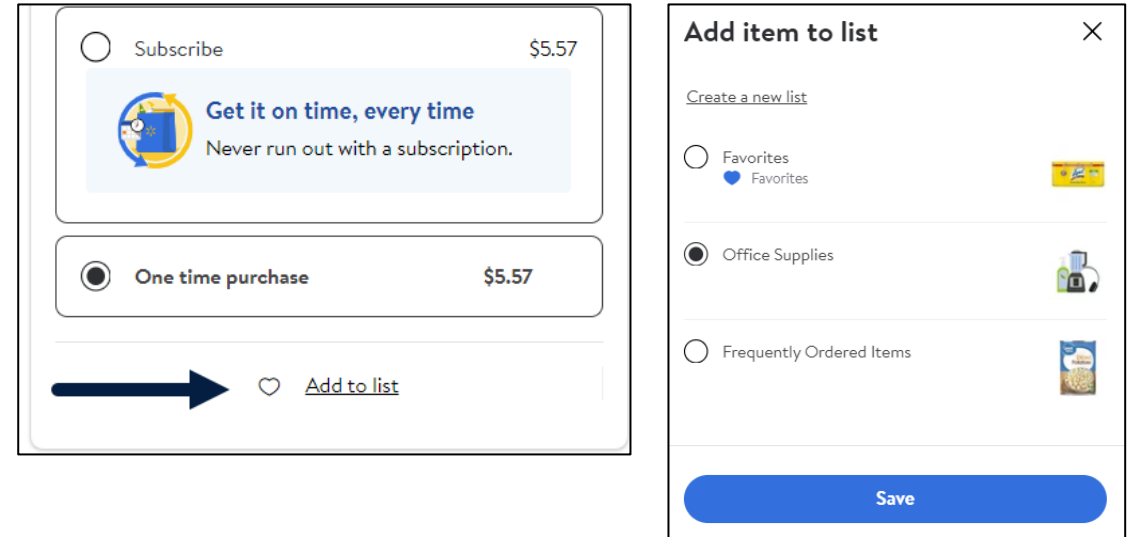 Subscribe $5.57
Get it on time, every time
Never run out with a subscription.
One time purchase $5.57
Add to list
Add item to list
Create a new list
Favorites
Favorites
Office Supplies
Frequently Ordered Items
Save